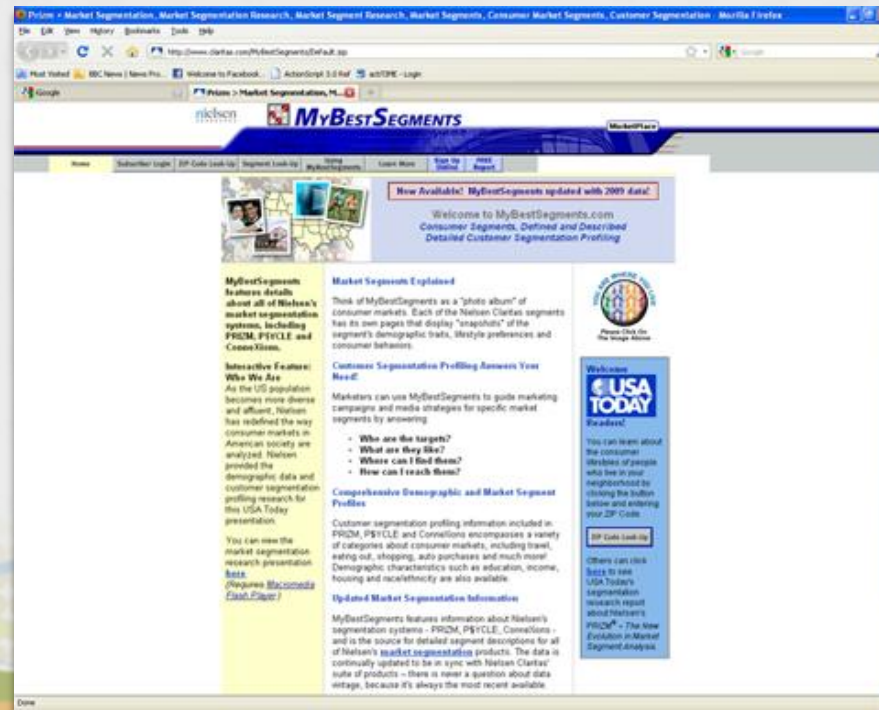 Prizm > Market Segmentation, Market Segmentation Research, Market Segment Research, Market Segments, Consumer Market Segments, Customer Segmentation - Mozilla Firefox
File Edit View History Bookmarks Tools Help
http://www.claritas.com/MyBestSegments/Default.jsp
Google
Most Visited BBC News | News Fro... Welcome to Facebook... ActionScript 3.0 Ref actiTIME - Login
Google Prizm > Market Segmentation, M...
nielsen MyBestSegments
MarketPlace
Home Subscriber Login ZIP Code Look-Up Segment Look-Up Using MyBestSegments Learn More Sign Up Online FREE Report
New Available! MyBestSegments updated with 2009 data!
Welcome to MyBestSegments.com
Consumer Segments, Defined and Described
Detailed Customer Segmentation Profiling
MyBestSegments
features details
about all of Nielsen's
market segmentation
systems, including
PRIZM, P$YCLE and
ConneXions.
Interactive Feature:
Who We Are
As the US population
becomes more diverse
and affluent, Nielsen
has redefined the way
consumer markets in
American society are
analyzed. Nielsen
provided the
demographic data and
customer segmentation
profiling research for
this USA Today
presentation.
You can view the
market segmentation
research presentation
here.
(Requires Macromedia
Flash Player.)
Market Segments Explained
Think of MyBestSegments as a "photo album" of
consumer markets. Each of the Nielsen Claritas segments
has its own pages that display "snapshots" of the
segment's demographic traits, lifestyle preferences and
consumer behaviors.
Customer Segmentation Profiling Answers Your
Need!
Marketers can use MyBestSegments to guide marketing
campaigns and media strategies for specific market
segments by answering:
• Who are the targets?
• What are they like?
• Where can I find them?
• How can I reach them?
Comprehensive Demographic and Market Segment
Profiles
Customer segmentation profiling information included in
PRIZM, P$YCLE and ConneXions encompasses a variety
of categories about consumer markets, including travel,
eating out, shopping, auto purchases and much more!
Demographic characteristics such as education, income,
housing and race/ethnicity are also available.
Updated Market Segmentation Information
MyBestSegments features information about Nielsen's
segmentation systems - PRIZM, P$YCLE, ConneXions -
and is the source for detailed segment descriptions for all
of Nielsen's market segmentation products. The data is
continually updated to be in sync with Nielsen Claritas'
suite of products – there is never a question about data
vintage, because it's always the most recent available.
YOU ARE WHERE YOU LIVE
Please Click On
The Image Above
Welcome
USA
TODAY
Readers!
You can learn about
the consumer
lifestyles of people
who live in your
neighborhood by
clicking the button
below and entering
your ZIP Code.
ZIP Code Look-Up
Others can click
here to see
USA Today's
segmentation
research report
about Nielsen's
PRIZM® - The New
Evolution in Market
Segment Analysis.
Done